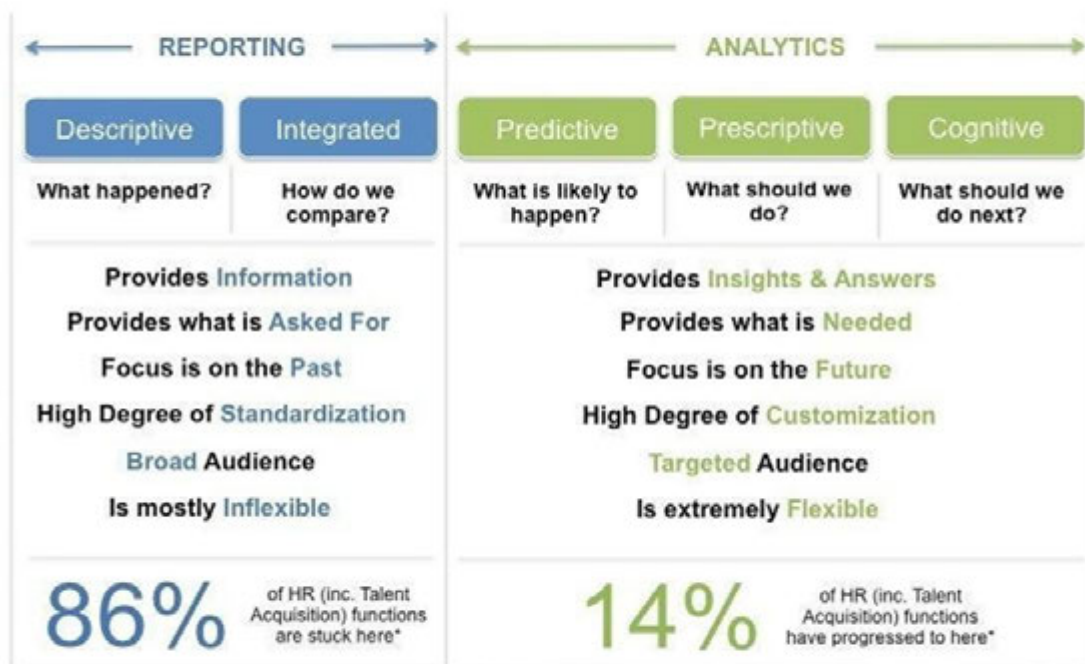 REPORTING
ANALYTICS
Descriptive
Integrated
Predictive
Prescriptive
Cognitive
What happened?
How do we
compare?
What is likely to
happen?
What should we
do?
What should we
do next?
Provides Information
Provides what is Asked For
Focus is on the Past
High Degree of Standardization
Broad Audience
Is mostly Inflexible
Provides Insights & Answers
Provides what is Needed
Focus is on the Future
High Degree of Customization
Targeted Audience
Is extremely Flexible
86%
of HR (inc. Talent
Acquisition) functions
are stuck here*
14%
of HR (inc. Talent
Acquisition) functions
have progressed to here*